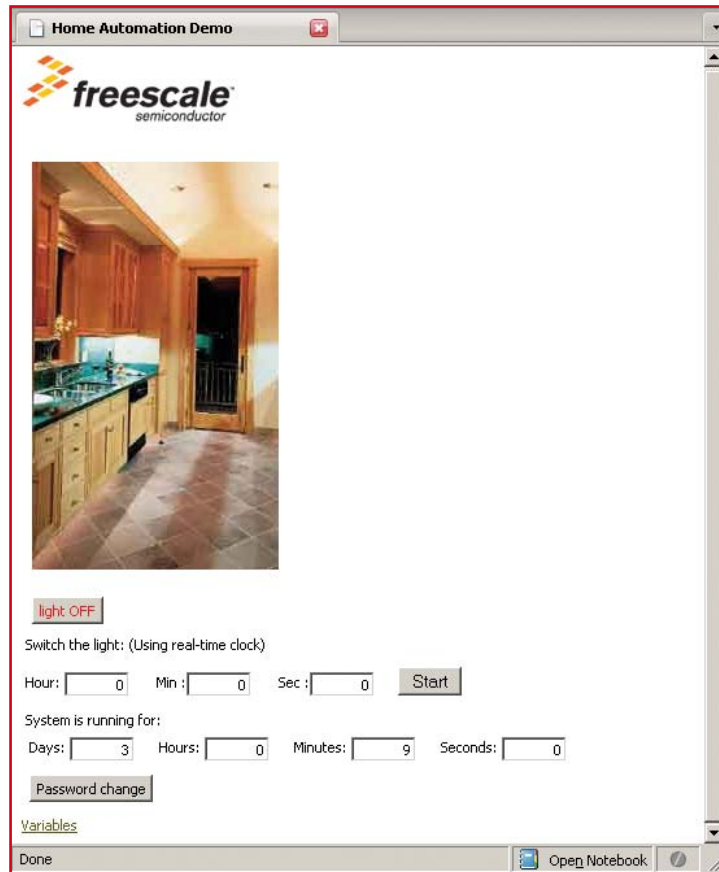 Home Automation Demo
freescale™
semiconductor
light OFF
Switch the light: (Using real-time clock)
Hour: 0 Min : 0 Sec : 0 Start
System is running for:
Days: 3 Hours: 0 Minutes: 9 Seconds: 0
Password change
Variables
Done Open Notebook